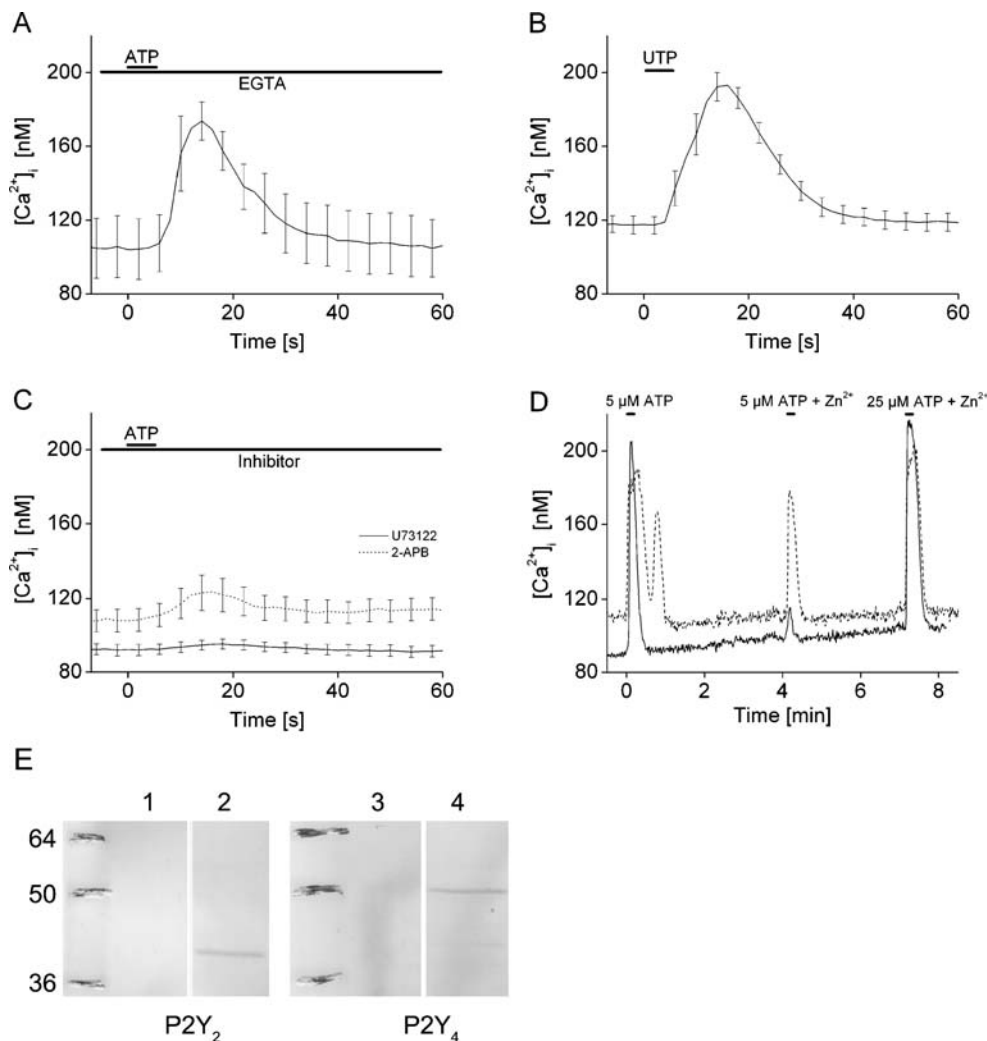 A
ATP
EGTA
200
160
120
80
[Ca²⁺]ᵢ [nM]
0 20 40 60
Time [s]
B
UTP
200
160
120
80
[Ca²⁺]ᵢ [nM]
0 20 40 60
Time [s]
C
ATP
Inhibitor
U73122
2-APB
200
160
120
80
[Ca²⁺]ᵢ [nM]
0 20 40 60
Time [s]
D
5 µM ATP 5 µM ATP + Zn²⁺ 25 µM ATP + Zn²⁺
200
160
120
80
[Ca²⁺]ᵢ [nM]
0 2 4 6 8
Time [min]
E
1 2 3 4
64
50
36
P2Y₂ P2Y₄